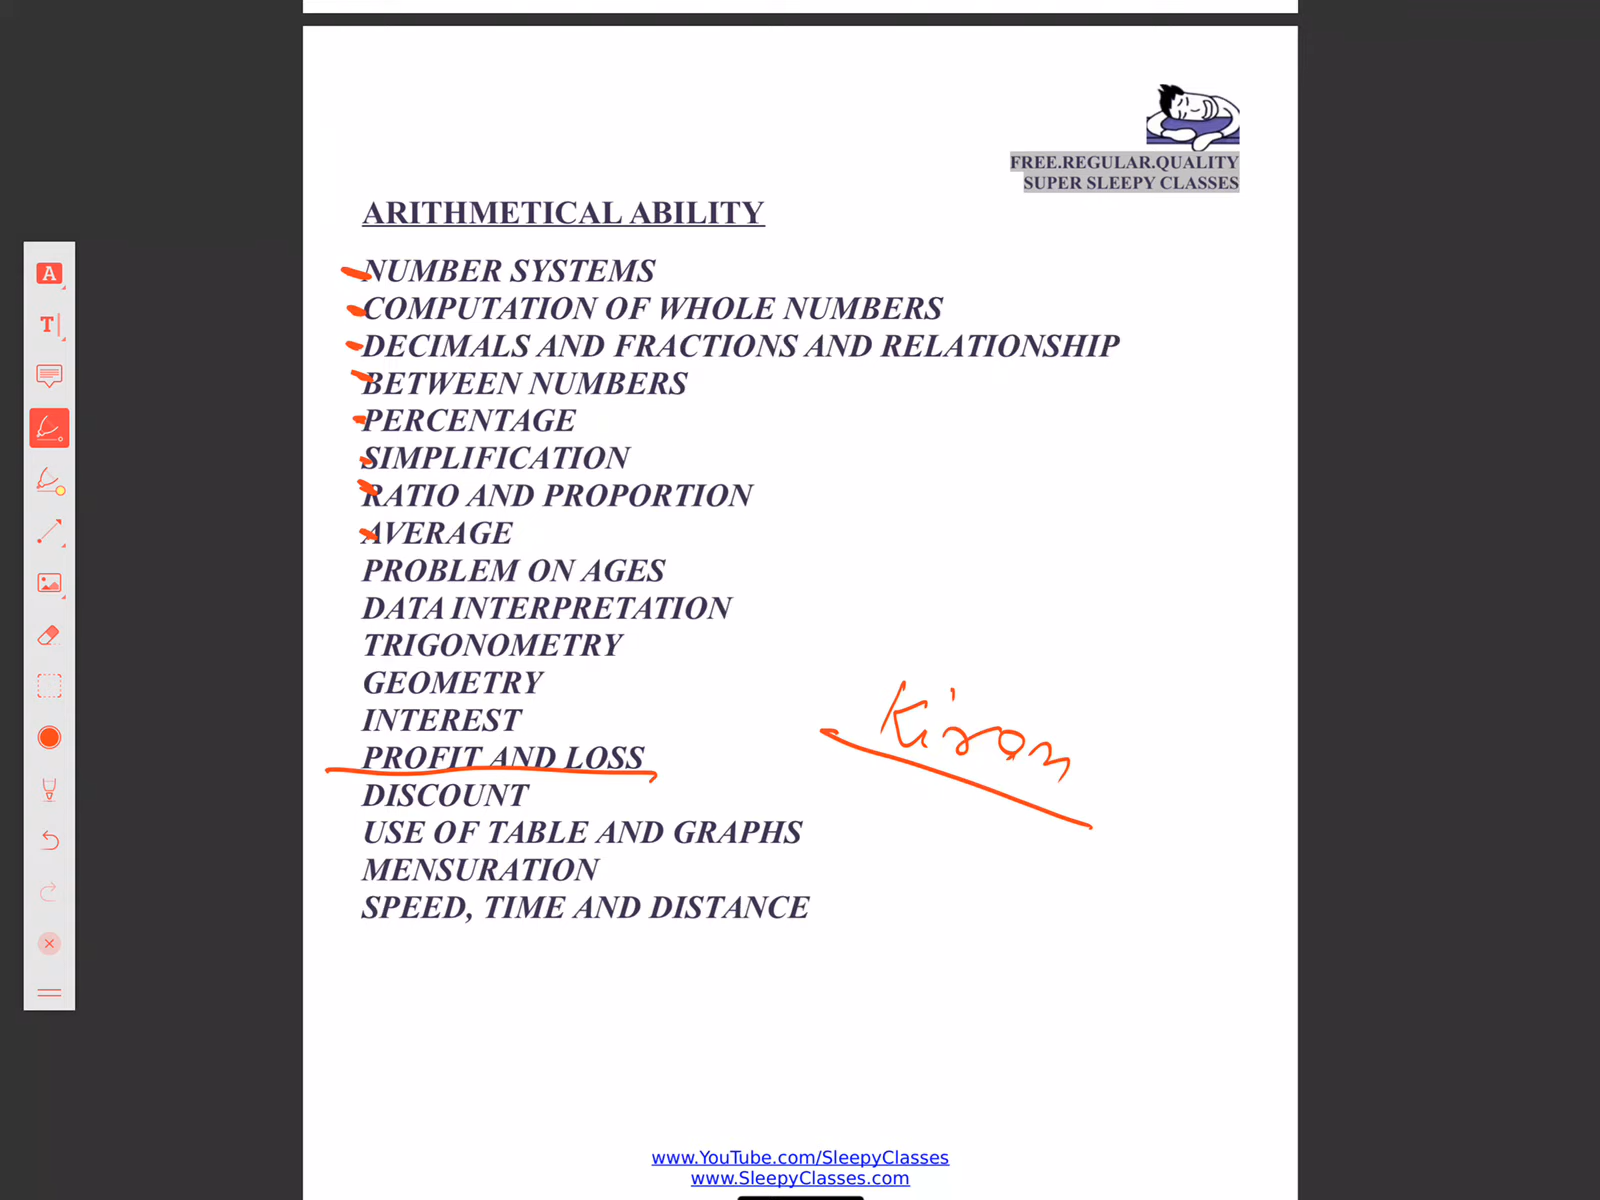 FREE.REGULAR.QUALITY
SUPER SLEEPY CLASSES
ARITHMETICAL ABILITY
NUMBER SYSTEMS
COMPUTATION OF WHOLE NUMBERS
DECIMALS AND FRACTIONS AND RELATIONSHIP
BETWEEN NUMBERS
PERCENTAGE
SIMPLIFICATION
RATIO AND PROPORTION
AVERAGE
PROBLEM ON AGES
DATA INTERPRETATION
TRIGONOMETRY
GEOMETRY
INTEREST
Kiran
PROFIT AND LOSS
DISCOUNT
USE OF TABLE AND GRAPHS
MENSURATION
SPEED, TIME AND DISTANCE
www.YouTube.com/SleepyClasses
www.SleepyClasses.com